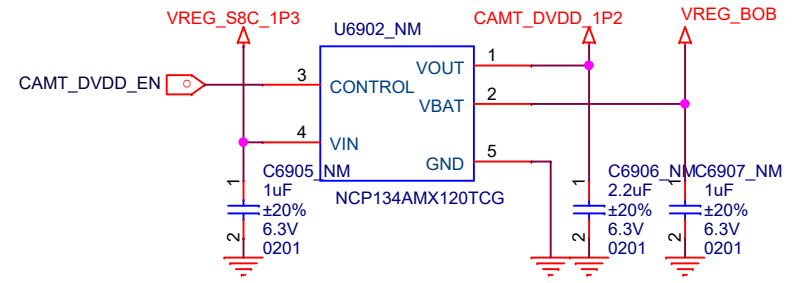 VREG_S8C_1P3
CAMT_DVDD_1P2
VREG_BOB
U6902_NM
CAMT_DVDD_EN
3
4
CONTROL
VIN
VOUT
VBAT
GND
1
2
5
NCP134AMX120TCG
1
2
C6905_NM
1uF
±20%
6.3V
0201
1
2
C6906_NM
2.2uF
±20%
6.3V
0201
1
2
C6907_NM
1uF
±20%
6.3V
0201